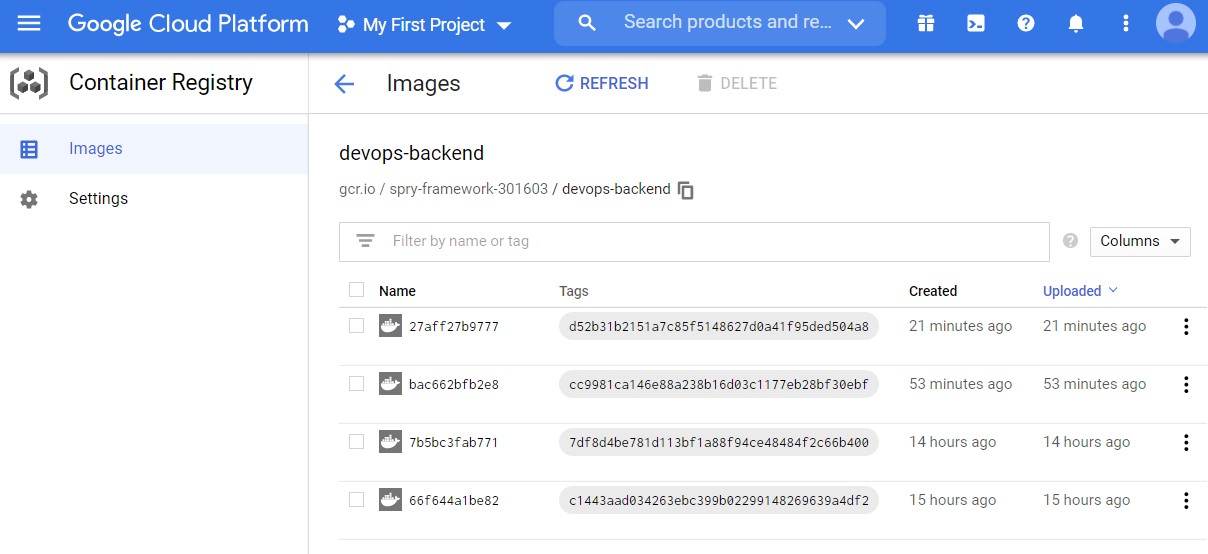 Google Cloud Platform My First Project Search products and re...
Container Registry
Images REFRESH DELETE
Images
Settings
devops-backend
gcr.io / spry-framework-301603 / devops-backend
Filter by name or tag
Columns
Name Tags Created Uploaded
27aff27b9777 d52b31b2151a7c85f5148627d0a41f95ded504a8 21 minutes ago 21 minutes ago
bac662bfb2e8 cc9981ca146e88a238b16d03c1177eb28bf30ebf 53 minutes ago 53 minutes ago
7b5bc3fab771 7df8d4be781d113bf1a88f94ce48484f2c66b400 14 hours ago 14 hours ago
66f644a1be82 c1443aad034263ebc399b02299148269639a4df2 15 hours ago 15 hours ago